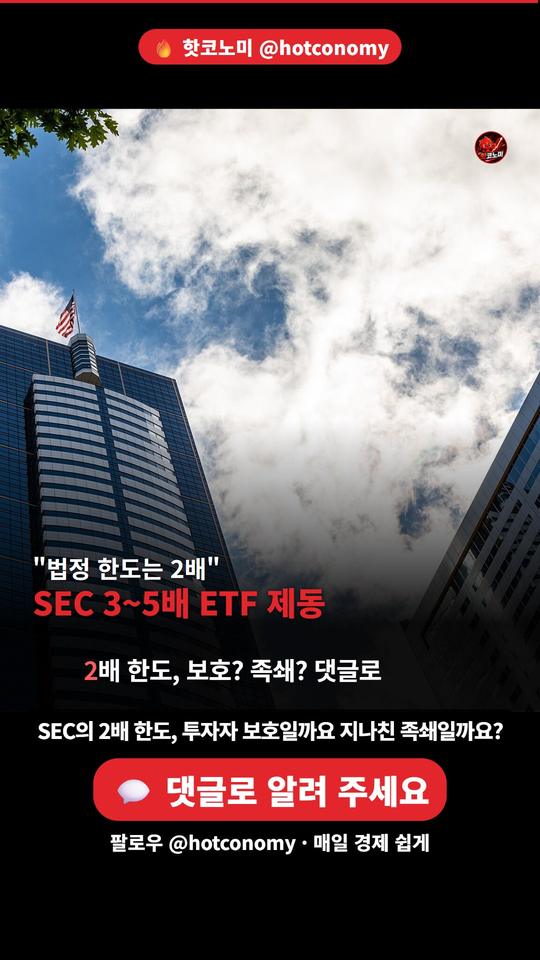 핫코노미 @hotconomy
코노미
"법정 한도는 2배"
SEC 3~5배 ETF 제동
2배 한도, 보호? 족쇄? 댓글로
SEC의 2배 한도, 투자자 보호일까요 지나친 족쇄일까요?
댓글로 알려 주세요
팔로우 @hotconomy · 매일 경제 쉽게